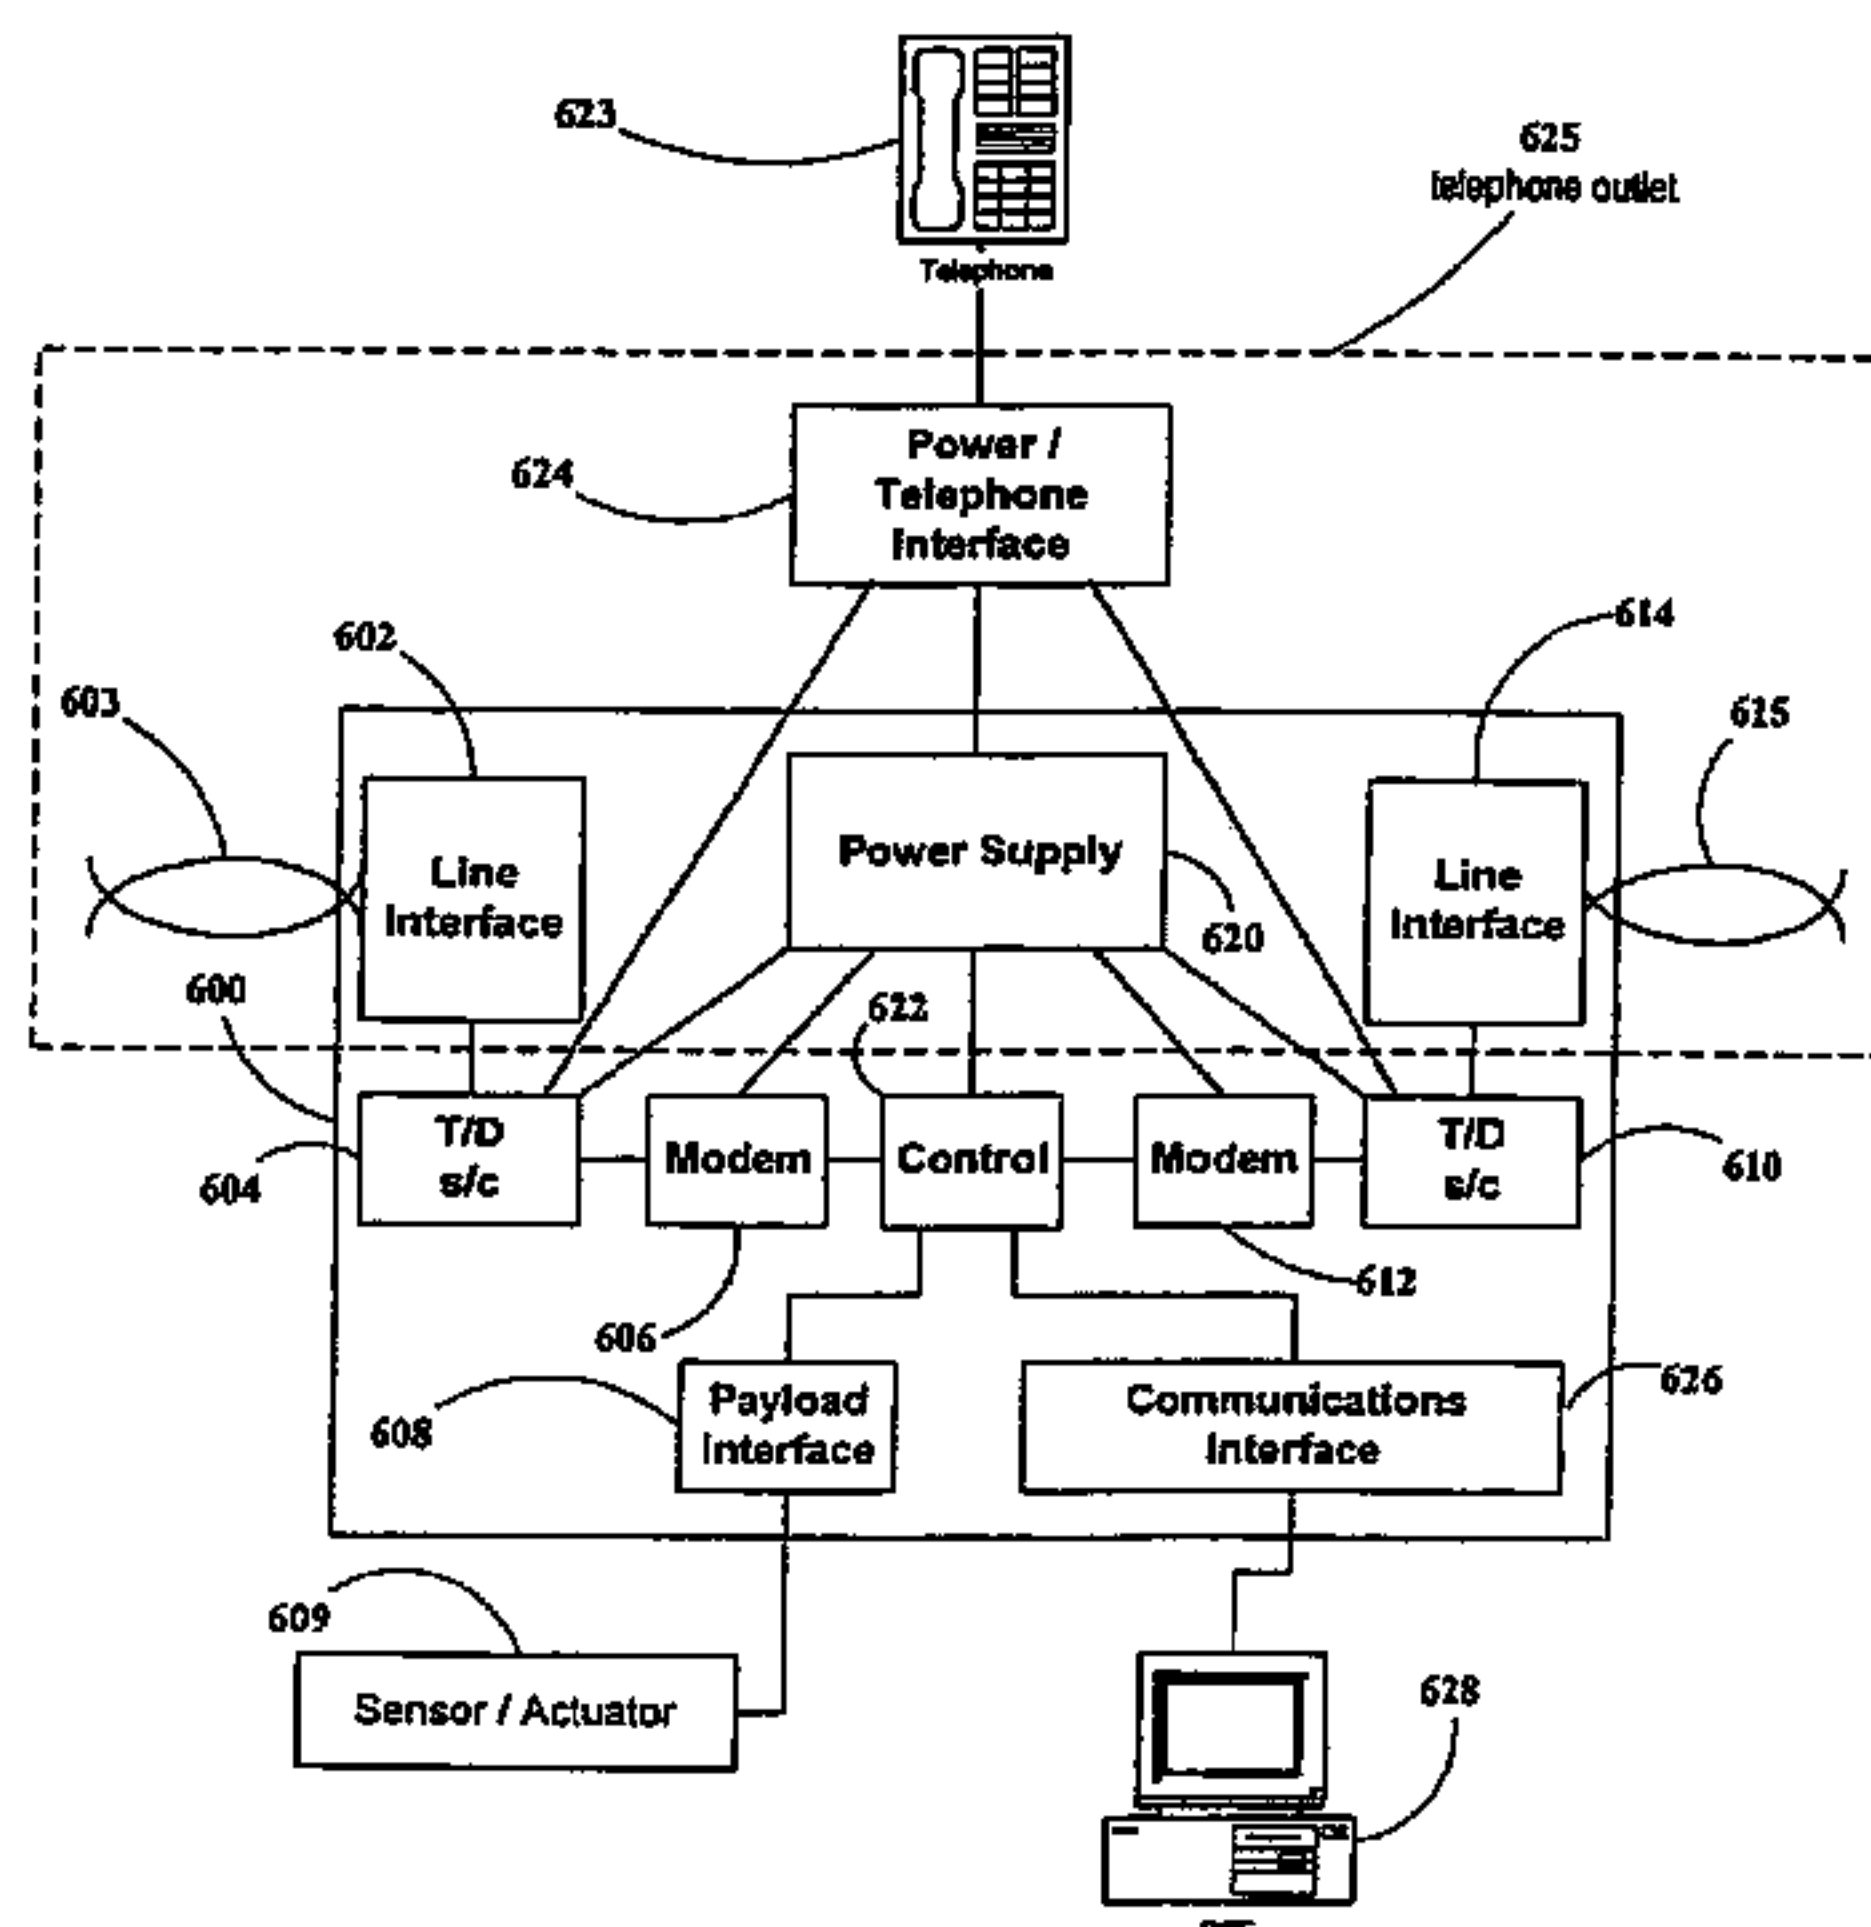 623
625
telephone outlet
Telephone
Power /
Telephone
Interface
624
602
614
603
615
Line
Interface
Power Supply
Line
Interface
620
600
622
T/D
s/c
Modem
Control
Modem
T/D
s/c
604
610
612
606
Payload
Interface
Communications
Interface
626
608
609
Sensor / Actuator
628